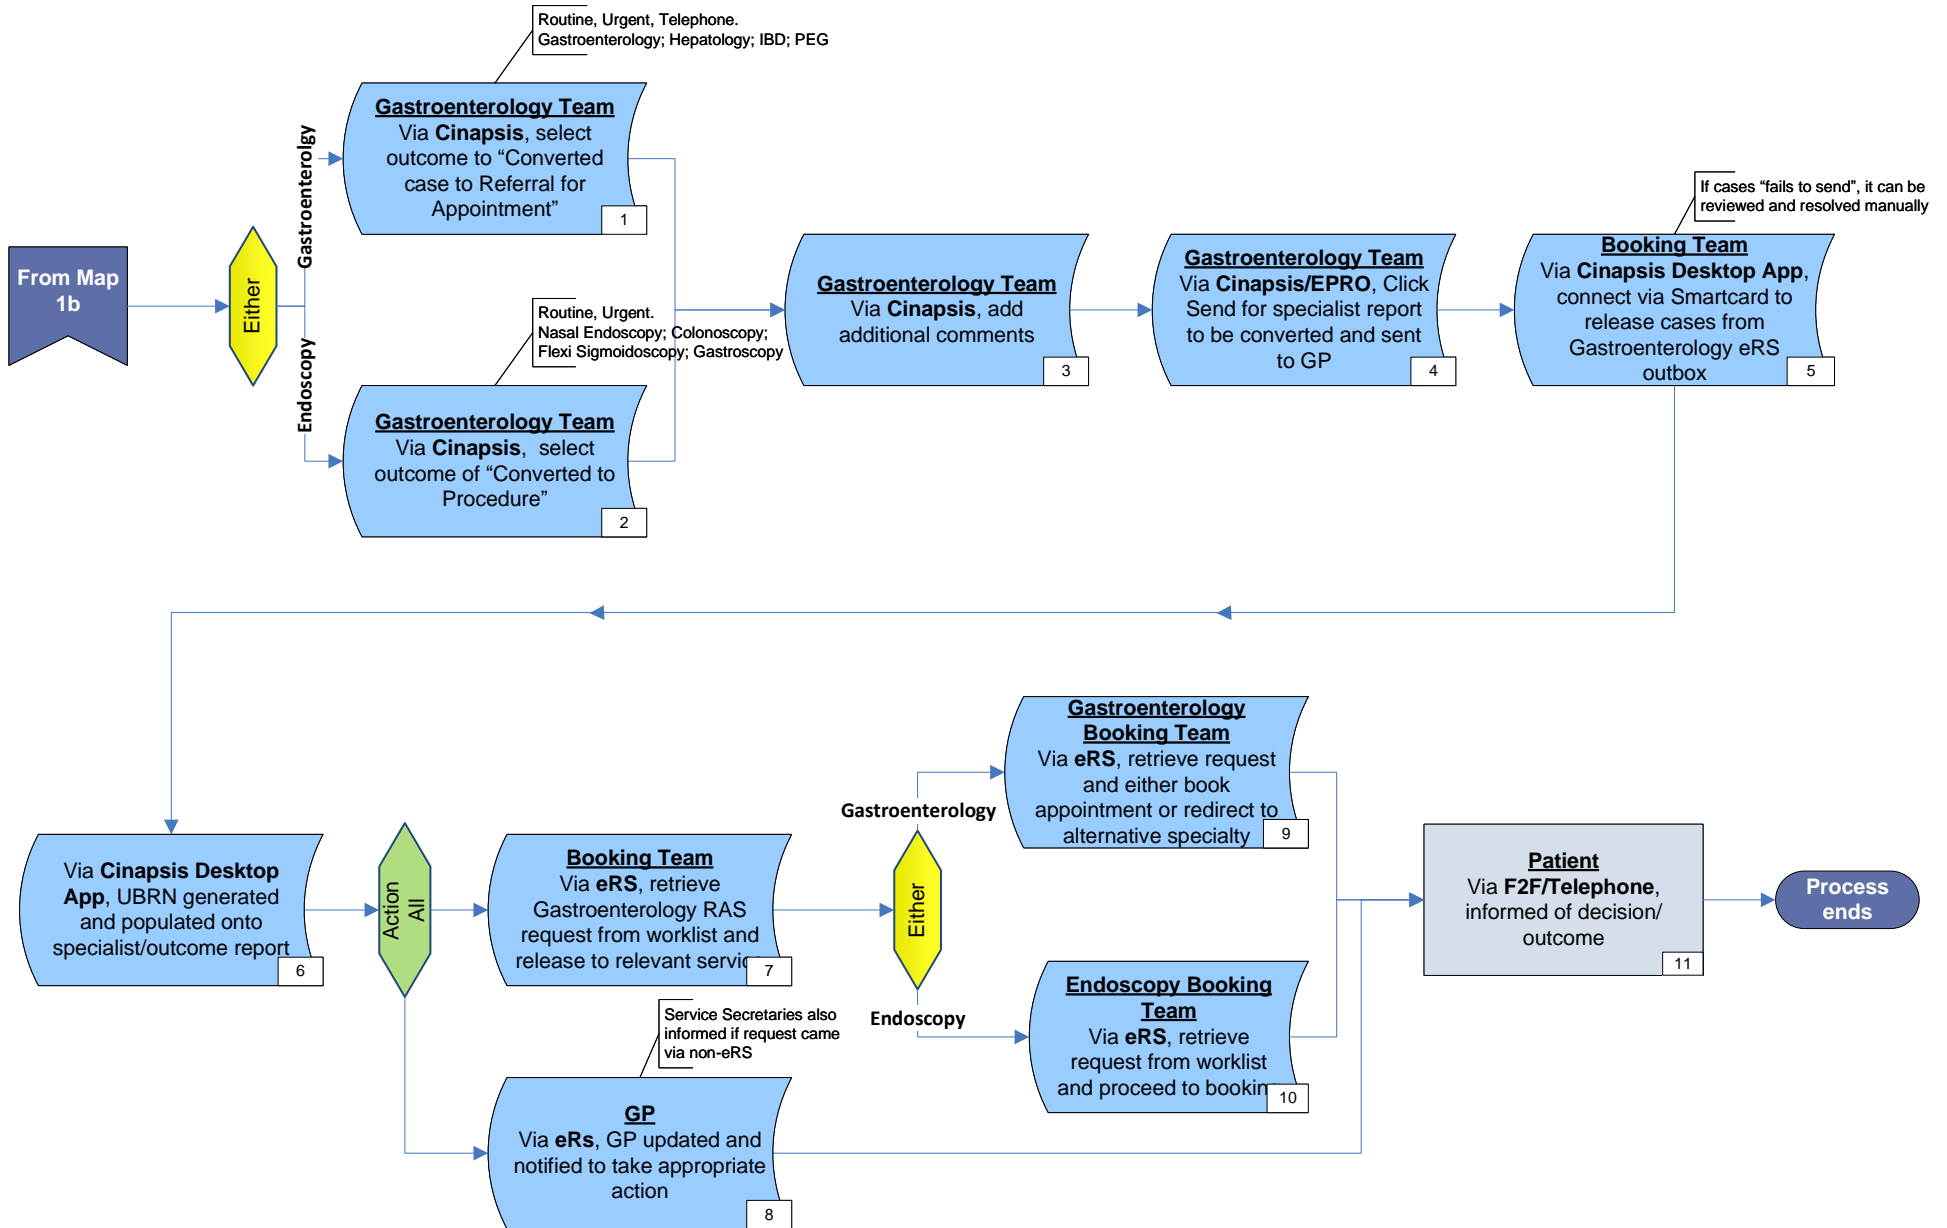 Routine, Urgent, Telephone.
Gastroenterology; Hepatology; IBD; PEG
Gastroenterology Team
Via Cinapsis, select
outcome to “Converted
case to Referral for
Appointment”
1
From Map
1b
Either
Gastroenterolgy
Endoscopy
Routine, Urgent.
Nasal Endoscopy; Colonoscopy;
Flexi Sigmoidoscopy; Gastroscopy
Gastroenterology Team
Via Cinapsis, select
outcome of “Converted to
Procedure”
2
Gastroenterology Team
Via Cinapsis, add
additional comments
3
Gastroenterology Team
Via Cinapsis/EPRO, Click
Send for specialist report
to be converted and sent
to GP
4
If cases “fails to send”, it can be
reviewed and resolved manually
Booking Team
Via Cinapsis Desktop App,
connect via Smartcard to
release cases from
Gastroenterology eRS
outbox
5
Via Cinapsis Desktop
App, UBRN generated
and populated onto
specialist/outcome report
6
Action
All
Booking Team
Via eRS, retrieve
Gastroenterology RAS
request from worklist and
release to relevant servic
7
Service Secretaries also
informed if request came
via non-eRS
GP
Via eRs, GP updated and
notified to take appropriate
action
8
Either
Gastroenterology
Endoscopy
Gastroenterology
Booking Team
Via eRS, retrieve request
and either book
appointment or redirect to
alternative specialty
9
Endoscopy Booking
Team
Via eRS, retrieve
request from worklist
and proceed to bookin
10
Patient
Via F2F/Telephone,
informed of decision/
outcome
11
Process
ends